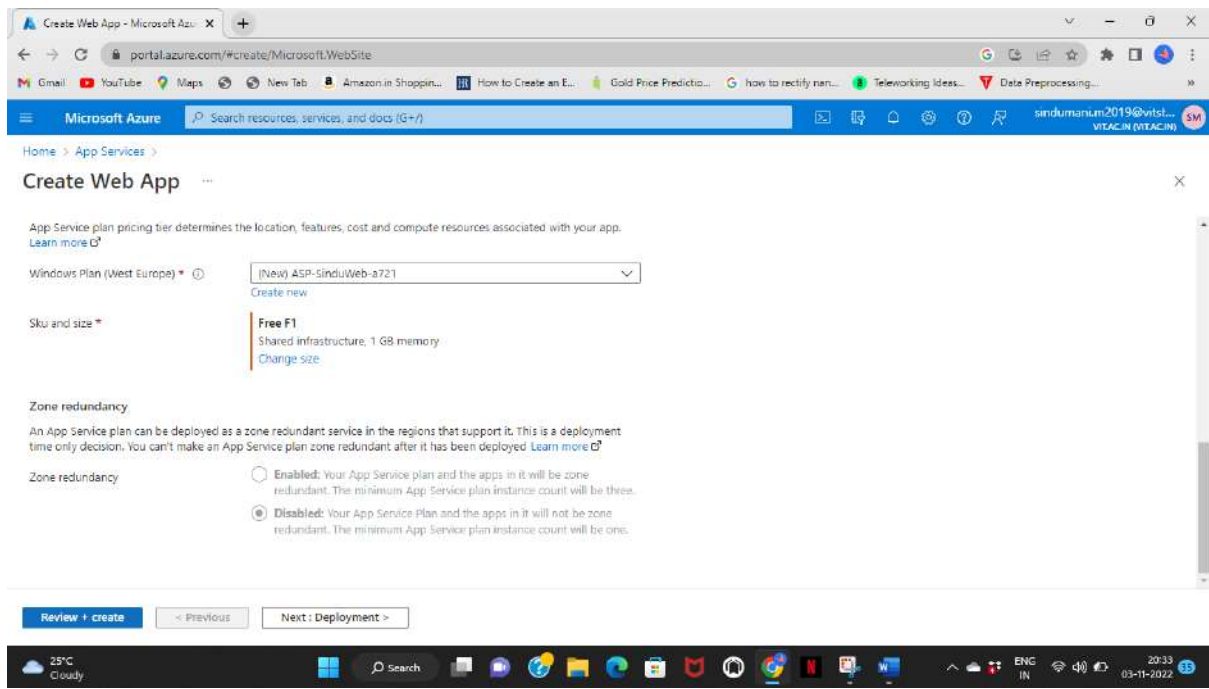 Create Web App - Microsoft Azu
portal.azure.com/#create/Microsoft.WebSite
Gmail YouTube Maps New Tab Amazon.in Shoppin... How to Create an E... Gold Price Predictio... how to rectify nan... Teleworking Ideas... Data Preprocessing...
Microsoft Azure Search resources, services, and docs (G+/) sindumani.m2019@vitst... SM
VIT.AC.IN (VIT.AC.IN)
Home > App Services >
Create Web App ...
App Service plan pricing tier determines the location, features, cost and compute resources associated with your app.
Learn more
Windows Plan (West Europe) * (New) ASP-SinduWeb-a721
Create new
Sku and size * Free F1
Shared infrastructure, 1 GB memory
Change size
Zone redundancy
An App Service plan can be deployed as a zone redundant service in the regions that support it. This is a deployment
time only decision. You can't make an App Service plan zone redundant after it has been deployed Learn more
Zone redundancy Enabled: Your App Service plan and the apps in it will be zone
redundant. The minimum App Service plan instance count will be three.
Disabled: Your App Service Plan and the apps in it will not be zone
redundant. The minimum App Service plan instance count will be one.
Review + create < Previous Next : Deployment >
25°C Search ENG 20:33
Cloudy IN 03-11-2022